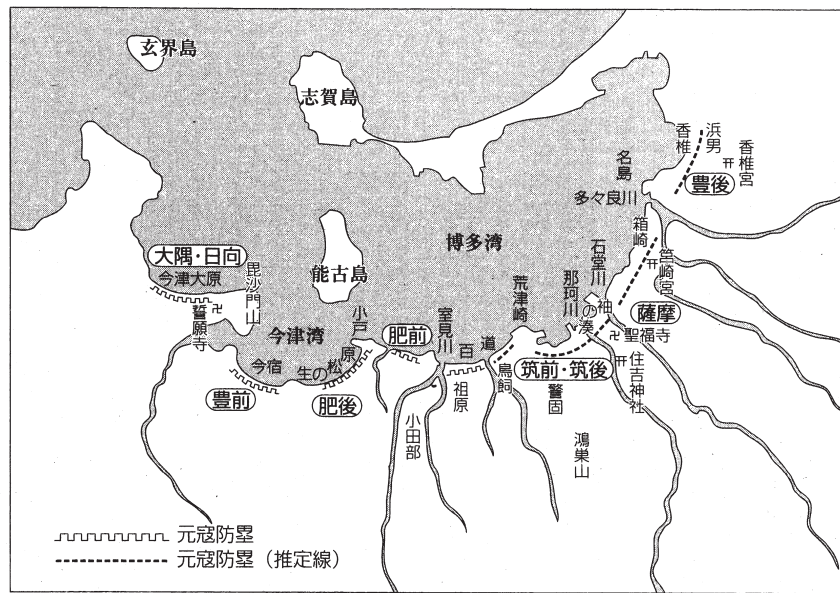 玄界島
志賀島
能古島
博多湾
今津湾
大隅・日向
今津大原
毘沙門山
誓願寺
今宿
豊前
生の松原
肥後
小戸
肥前
室見川
百道
祖原
小田部
荒津崎
鳥飼
筑前・筑後
警固
鴻巣山
那珂川
石堂川
袖の湊
聖福寺
住吉神社
薩摩
箱崎
筥崎宮
多々良川
名島
香椎
浜男
香椎宮
豊後
元寇防塁
元寇防塁（推定線）